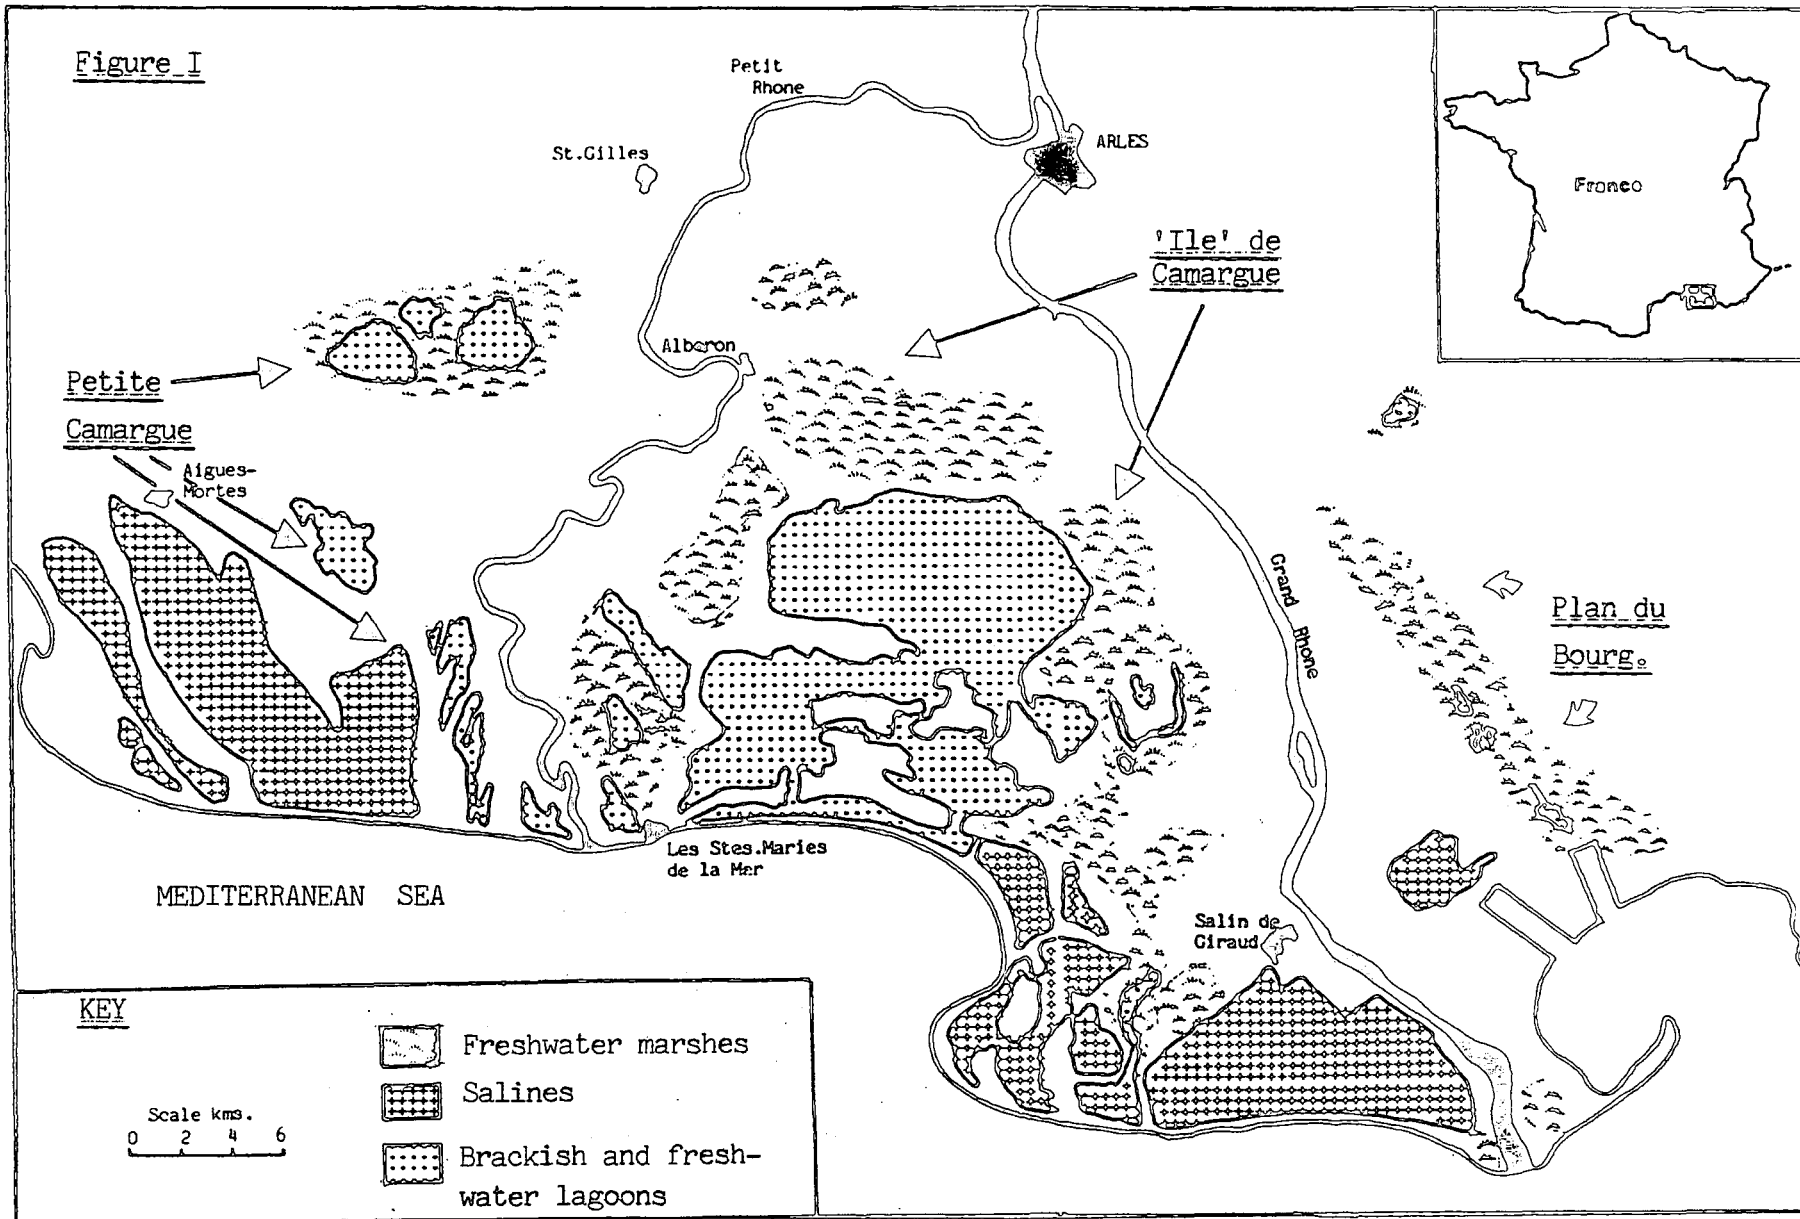 Figure I
Petit
Rhone
St.Gilles
ARLES
'Ile' de
Camargue
France
Albaron
Petite
Camargue
Aigues-
Mortes
Grand
Rhone
Plan du
Bourg.
Les Stes.Maries
de la Mer
MEDITERRANEAN SEA
Salin de
Giraud
KEY
Freshwater marshes
Salines
Scale kms.
0 2 4 6
Brackish and fresh-
water lagoons